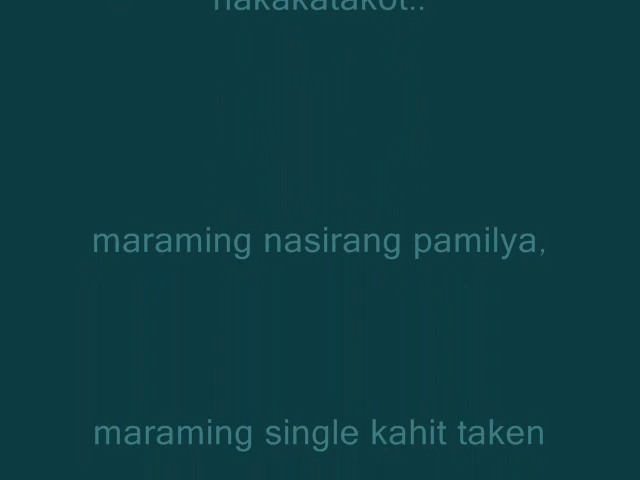 nakakatakot..
maraming nasirang pamilya,
maraming single kahit taken